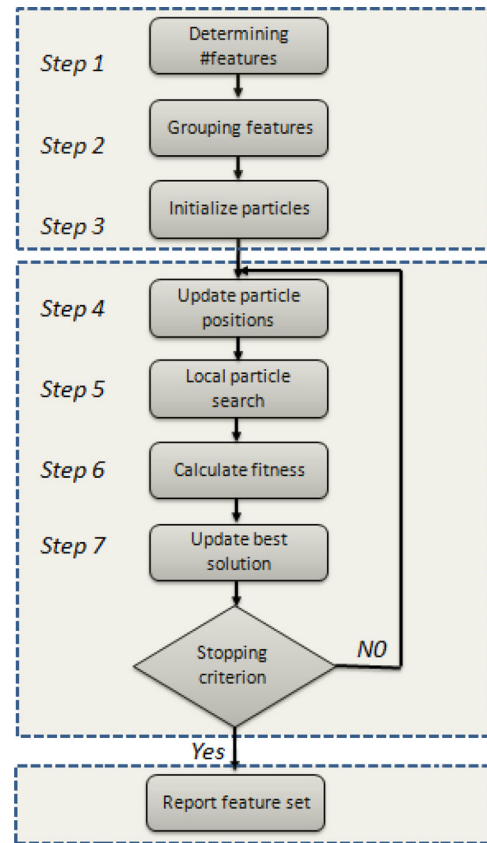 Step 1
Determining
#features
Step 2
Grouping features
Step 3
Initialize particles
Step 4
Update particle
positions
Step 5
Local particle
search
Step 6
Calculate fitness
Step 7
Update best
solution
Stopping
criterion
N0
Yes
Report feature set